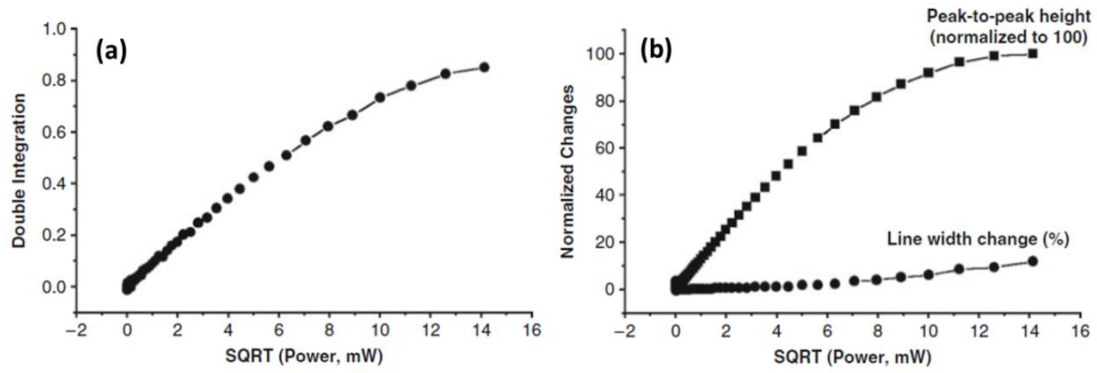 (a)
Double Integration
1.0
0.8
0.6
0.4
0.2
0.0
−2 0 2 4 6 8 10 12 14 16
SQRT (Power, mW)
(b)
Peak-to-peak height
(normalized to 100)
Normalized Changes
100
80
60
40
20
0
Line width change (%)
−2 0 2 4 6 8 10 12 14 16
SQRT (Power, mW)